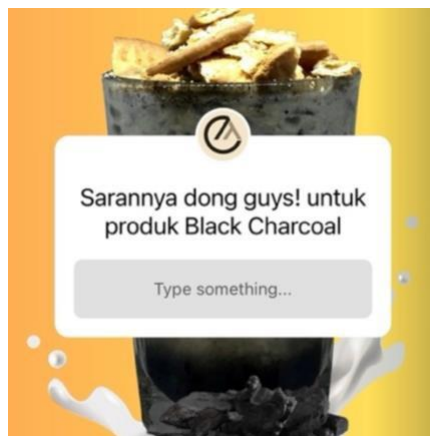 Sarannya dong guys! untuk
produk Black Charcoal
Type something...